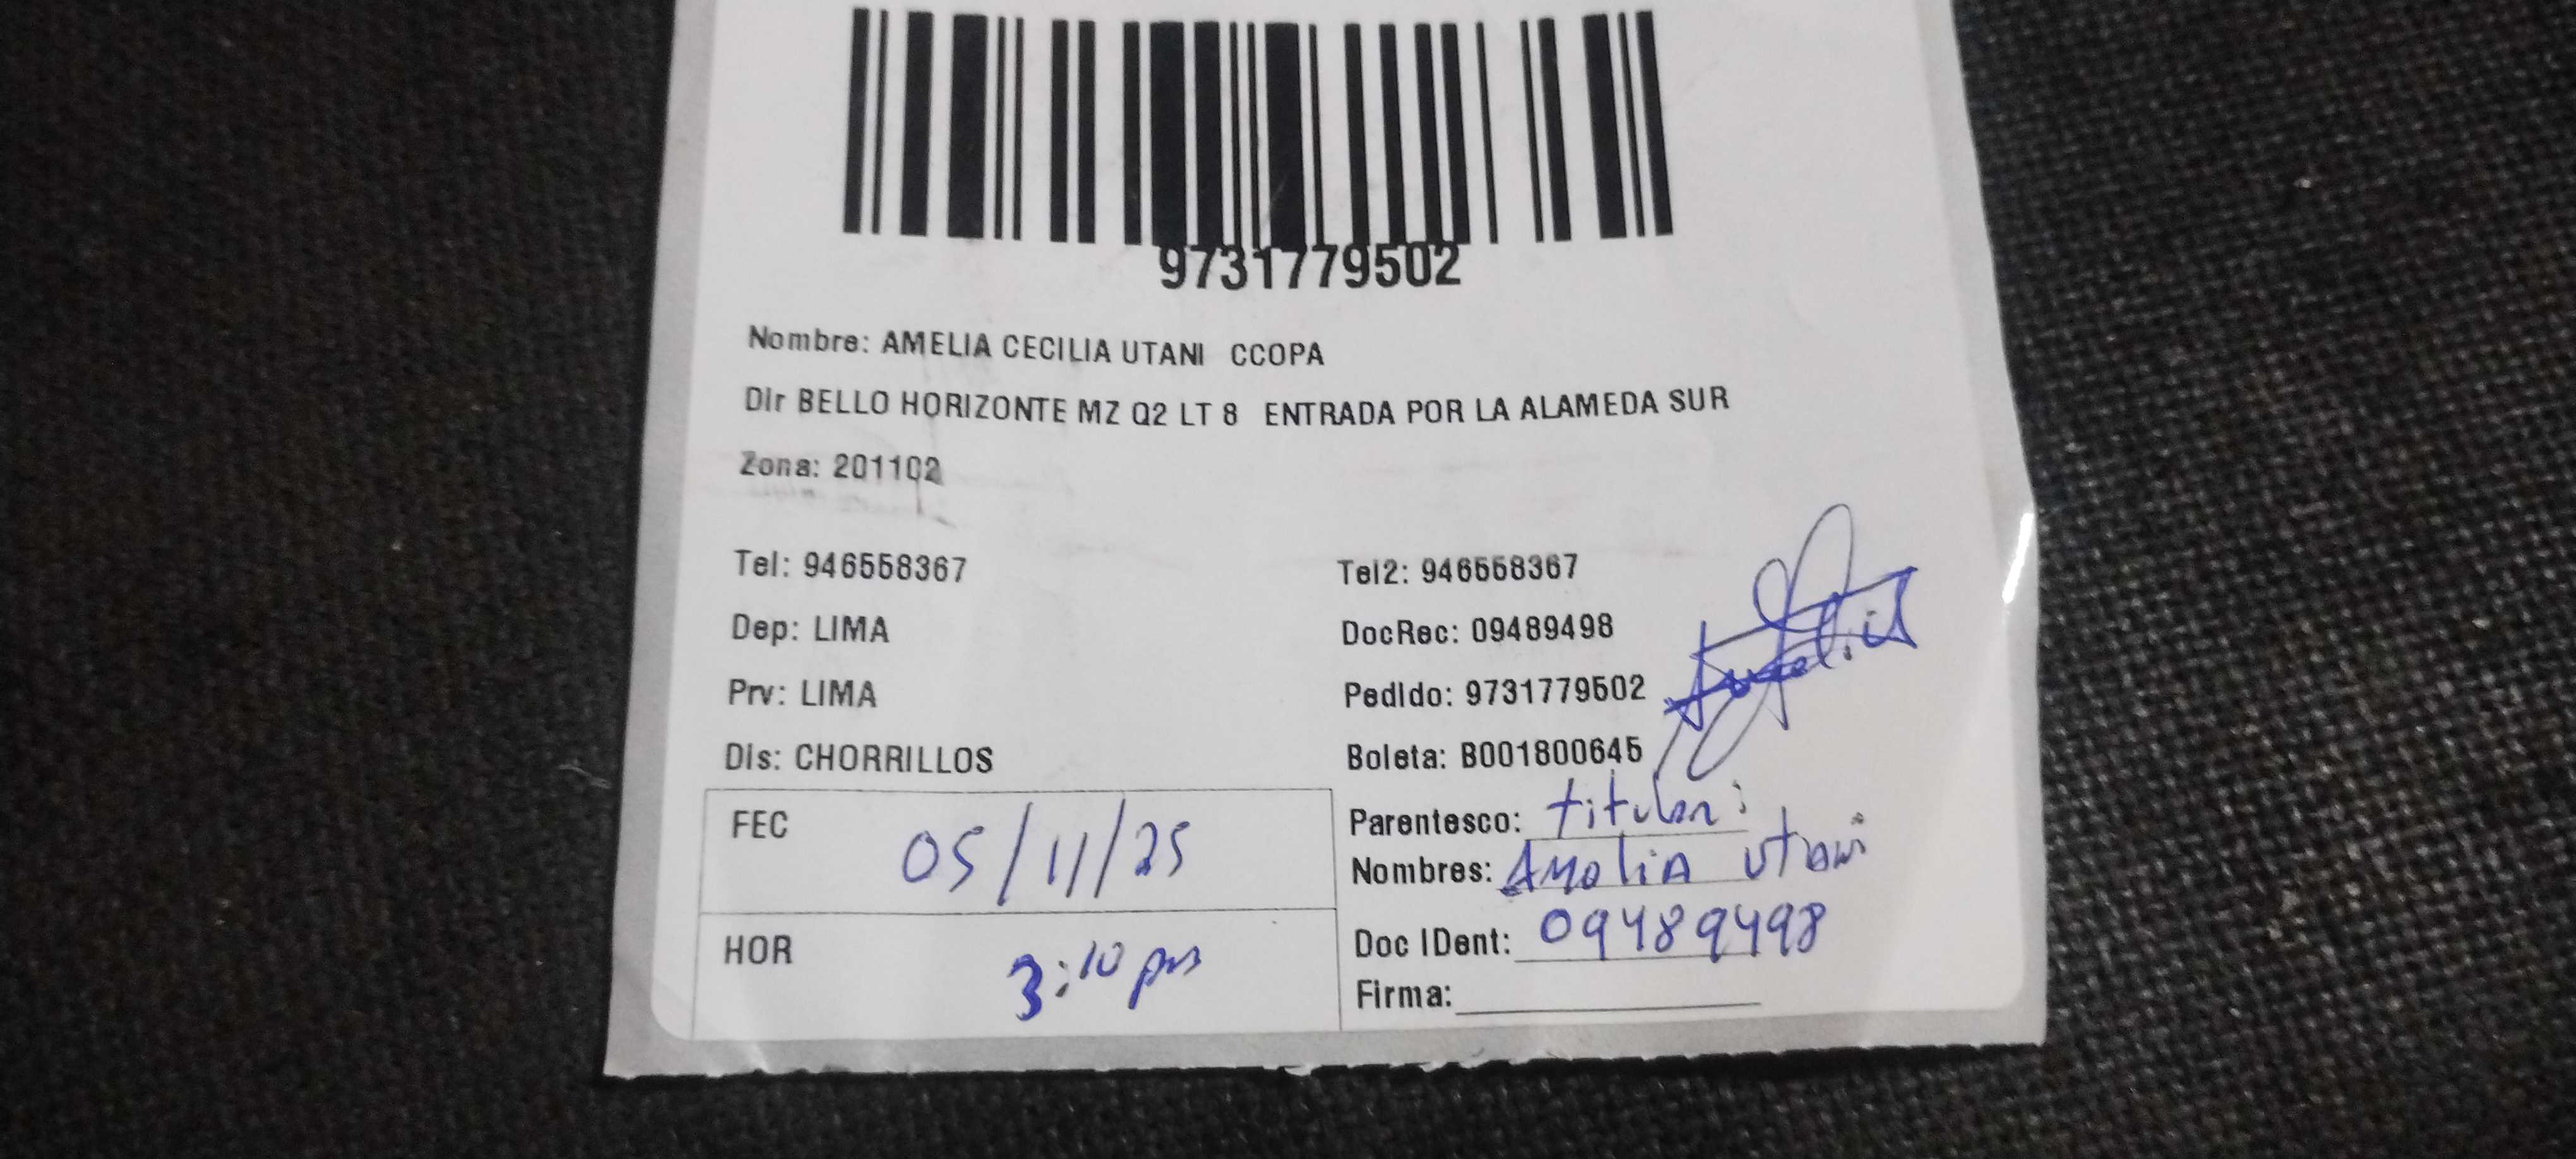 9731779502
Nombre: AMELIA CECILIA UTANI CCOPA
Dir BELLO HORIZONTE MZ Q2 LT 8 ENTRADA POR LA ALAMEDA SUR
Zona: 201102
Tel: 946558367 Tel2: 946558367
Dep: LIMA DocRec: 09489498
Prv: LIMA Pedido: 9731779502
Dis: CHORRILLOS Boleta: B001800645
FEC 05/11/25
Parentesco: titular
Nombres: Amelia Utani
HOR 3:10 pm
Doc IDent: 09489498
Firma: